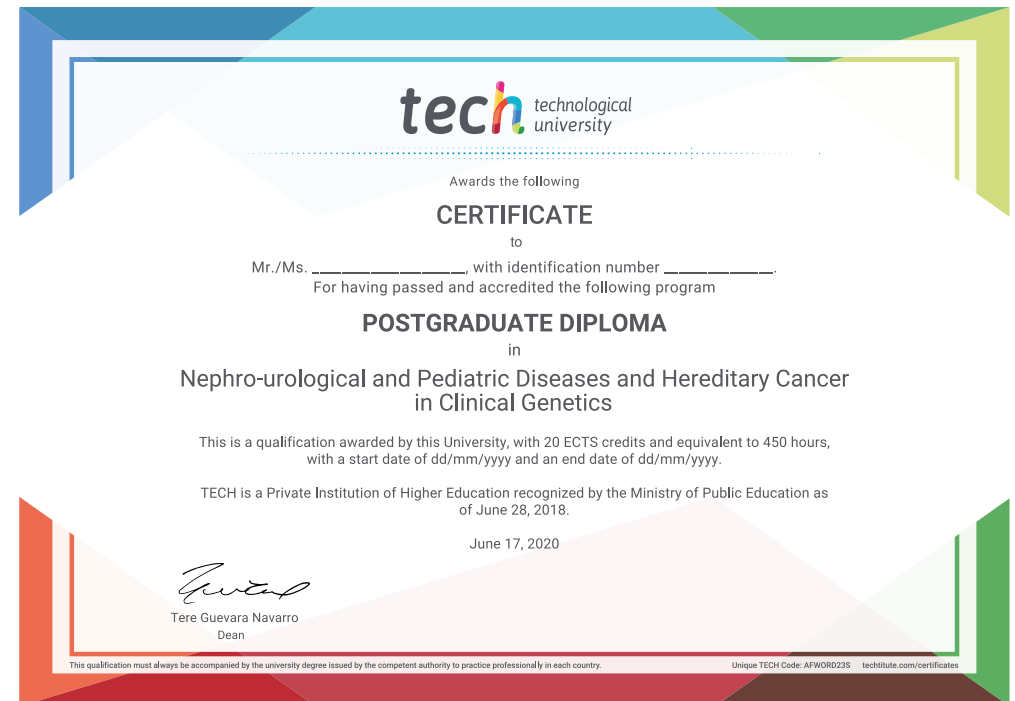 tech technological
university
Awards the following
CERTIFICATE
to
Mr./Ms. ____________________, with identification number ______________.
For having passed and accredited the following program
POSTGRADUATE DIPLOMA
in
Nephro-urological and Pediatric Diseases and Hereditary Cancer
in Clinical Genetics
This is a qualification awarded by this University, with 20 ECTS credits and equivalent to 450 hours,
with a start date of dd/mm/yyyy and an end date of dd/mm/yyyy.
TECH is a Private Institution of Higher Education recognized by the Ministry of Public Education as
of June 28, 2018.
June 17, 2020
Tere Guevara Navarro
Dean
This qualification must always be accompanied by the university degree issued by the competent authority to practice professionally in each country.
Unique TECH Code: AFWORD23S techtitute.com/certificates